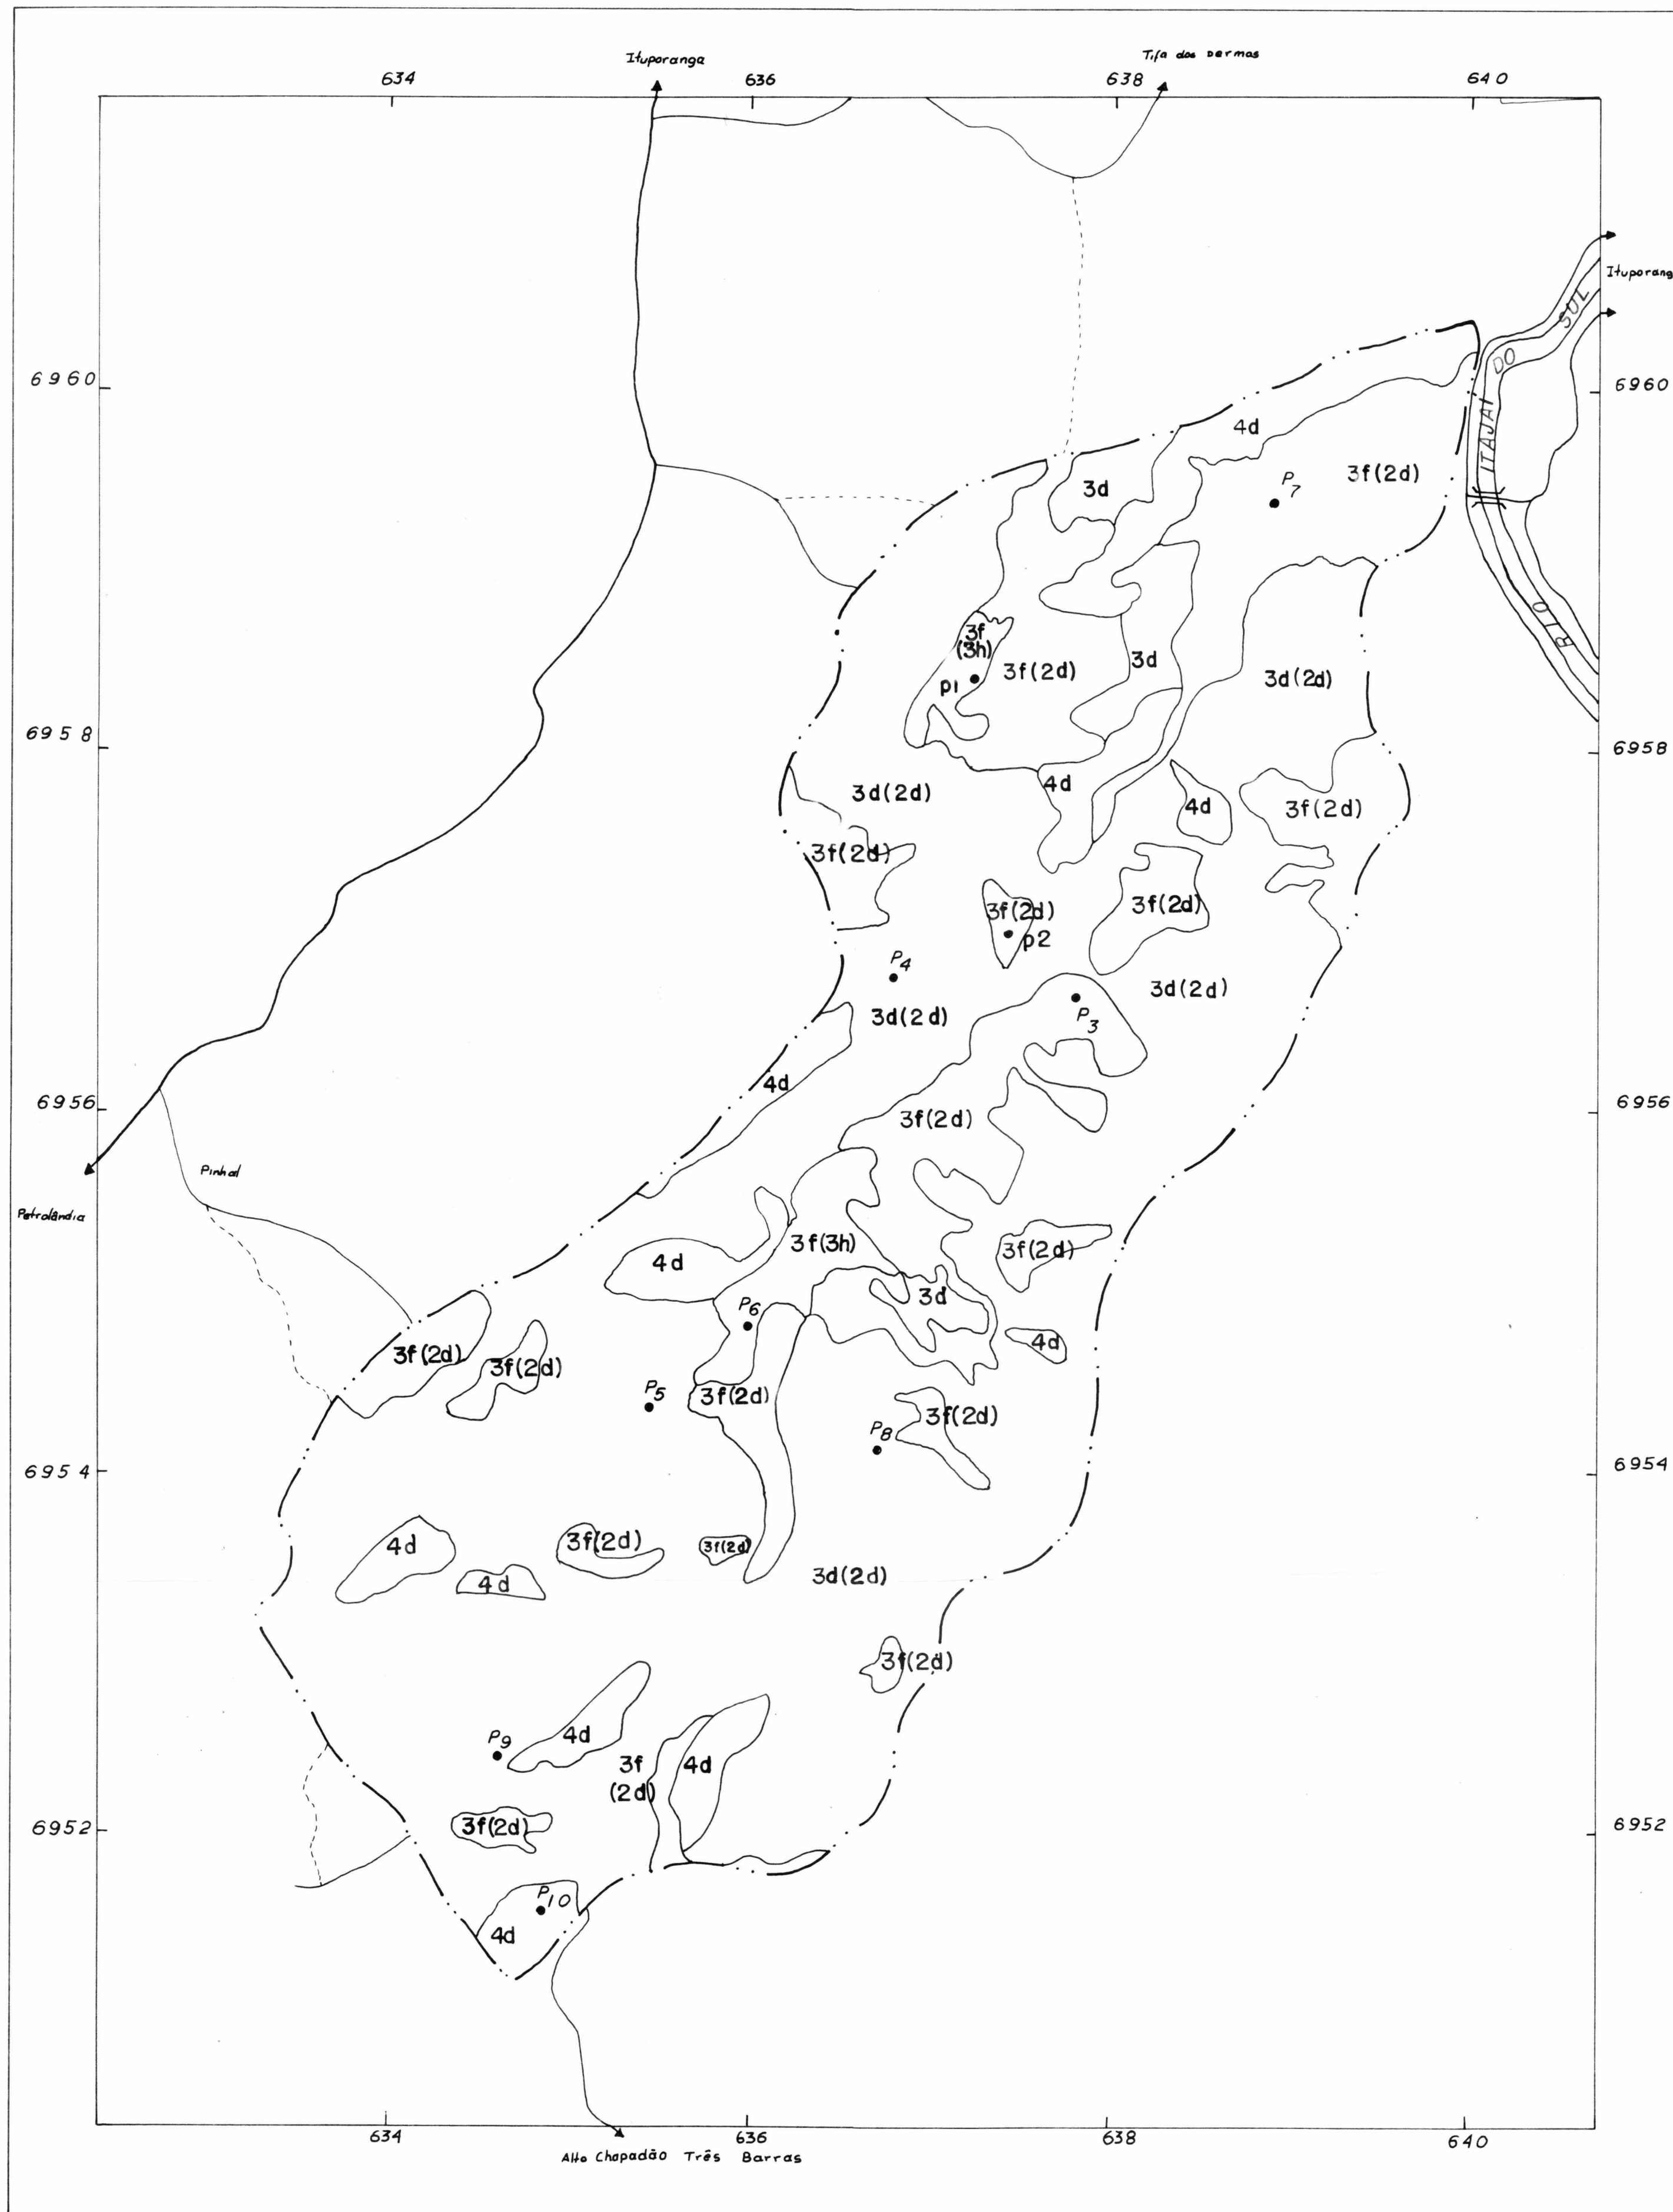 Ituporanga
Tifa dos Dermas
634
636
638
640
Ituporang
SUL
DO
ITAJAI
RIO
6960
6960
4d
3d
P7
3f(2d)
3f
(3h)
3f(2d)
3d
p1
3d(2d)
6958
6958
3d(2d)
4d
4d
3f(2d)
3f(2d)
3f(2d)
p2
3f(2d)
P4
3d(2d)
3d(2d)
P3
4d
6956
6956
3f(2d)
Pinhal
Petrolândia
3f(3h)
3f(2d)
4d
3d
P6
4d
3f(2d)
3f(2d)
P5
3f(2d)
3f(2d)
P8
6954
6954
4d
3f(2d)
3f(2d)
4d
3d(2d)
3f(2d)
4d
P9
3f
(2d)
4d
6952
6952
3f(2d)
P10
4d
634
636
638
640
Alto Chapadão Três Barras